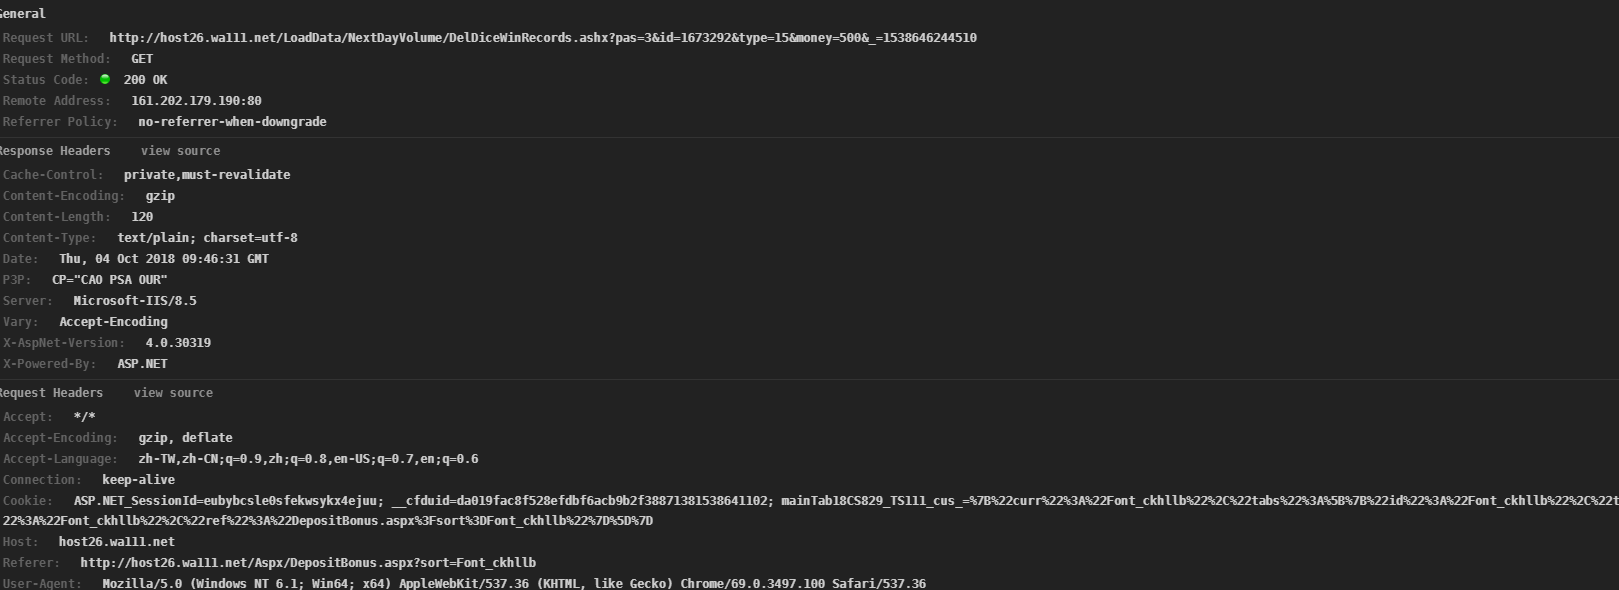 General
Request URL: http://host26.wa111.net/LoadData/NextDayVolume/DelDiceWinRecords.ashx?pas=3&id=1673292&type=15&money=500&_=1538646244510
Request Method: GET
Status Code: 200 OK
Remote Address: 161.202.179.190:80
Referrer Policy: no-referrer-when-downgrade
Response Headers view source
Cache-Control: private,must-revalidate
Content-Encoding: gzip
Content-Length: 120
Content-Type: text/plain; charset=utf-8
Date: Thu, 04 Oct 2018 09:46:31 GMT
P3P: CP="CAO PSA OUR"
Server: Microsoft-IIS/8.5
Vary: Accept-Encoding
X-AspNet-Version: 4.0.30319
X-Powered-By: ASP.NET
Request Headers view source
Accept: */*
Accept-Encoding: gzip, deflate
Accept-Language: zh-TW,zh-CN;q=0.9,zh;q=0.8,en-US;q=0.7,en;q=0.6
Connection: keep-alive
Cookie: ASP.NET_SessionId=eubybcsle0sfekwsykx4ejuu; __cfduid=da019fac8f528efdbf6acb9b2f38871381538641102; mainTab18CS829_TS111_cus_=%7B%22curr%22%3A%22Font_ckhllb%22%2C%22tabs%22%3A%5B%7B%22id%22%3A%22Font_ckhllb%22%2C%22t
22%3A%22Font_ckhllb%22%2C%22ref%22%3A%22DepositBonus.aspx%3Fsort%3DFont_ckhllb%22%7D%5D%7D
Host: host26.wa111.net
Referer: http://host26.wa111.net/Aspx/DepositBonus.aspx?sort=Font_ckhllb
User-Agent: Mozilla/5.0 (Windows NT 6.1; Win64; x64) AppleWebKit/537.36 (KHTML, like Gecko) Chrome/69.0.3497.100 Safari/537.36